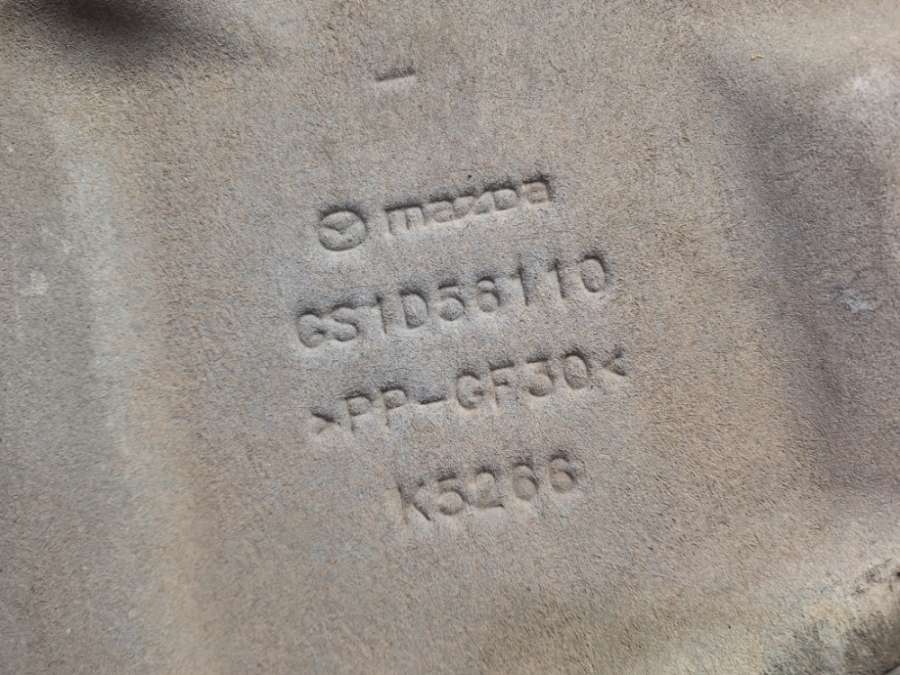 mazda
GS1D56110
>PP-GF30<
K5266